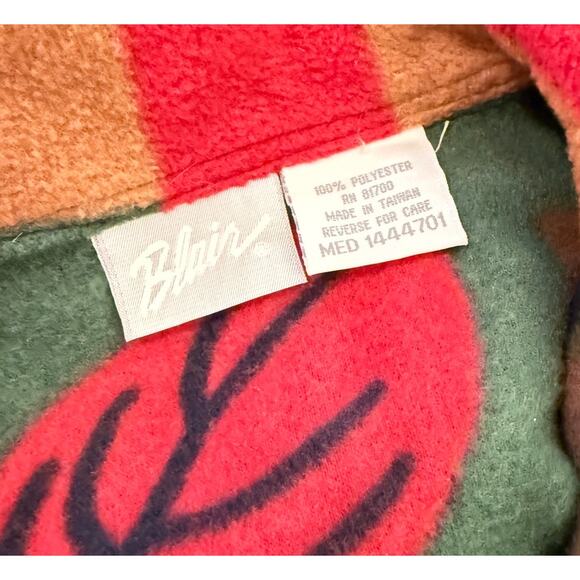 Blair®
100% POLYESTER
RN 81700
MADE IN TAIWAN
REVERSE FOR CARE
MED 1444701